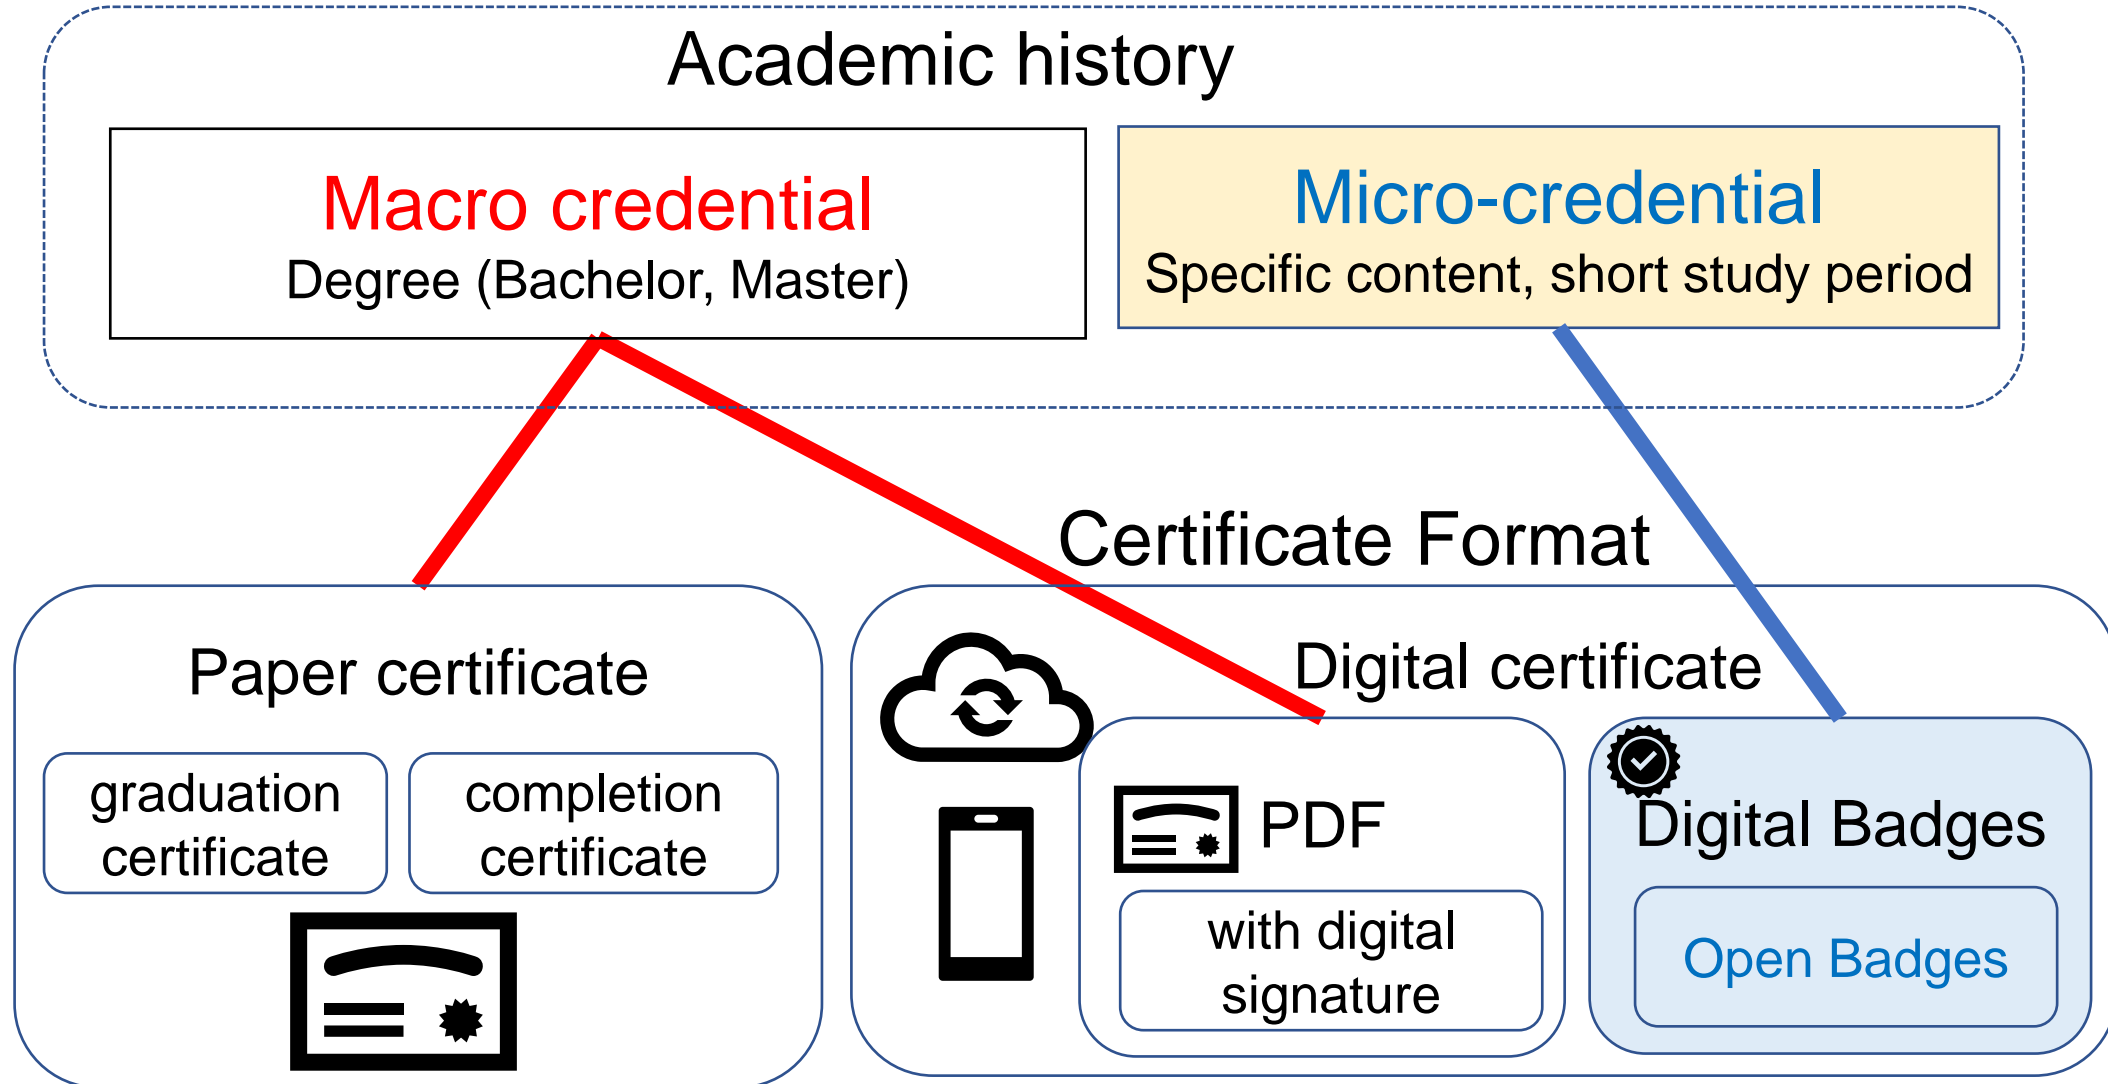 Academic history
Macro credential
Degree (Bachelor, Master)
Micro-credential
Specific content, short study period
Certificate Format
Paper certificate
graduation
certificate
completion
certificate
Digital certificate
PDF
with digital
signature
Digital Badges
Open Badges